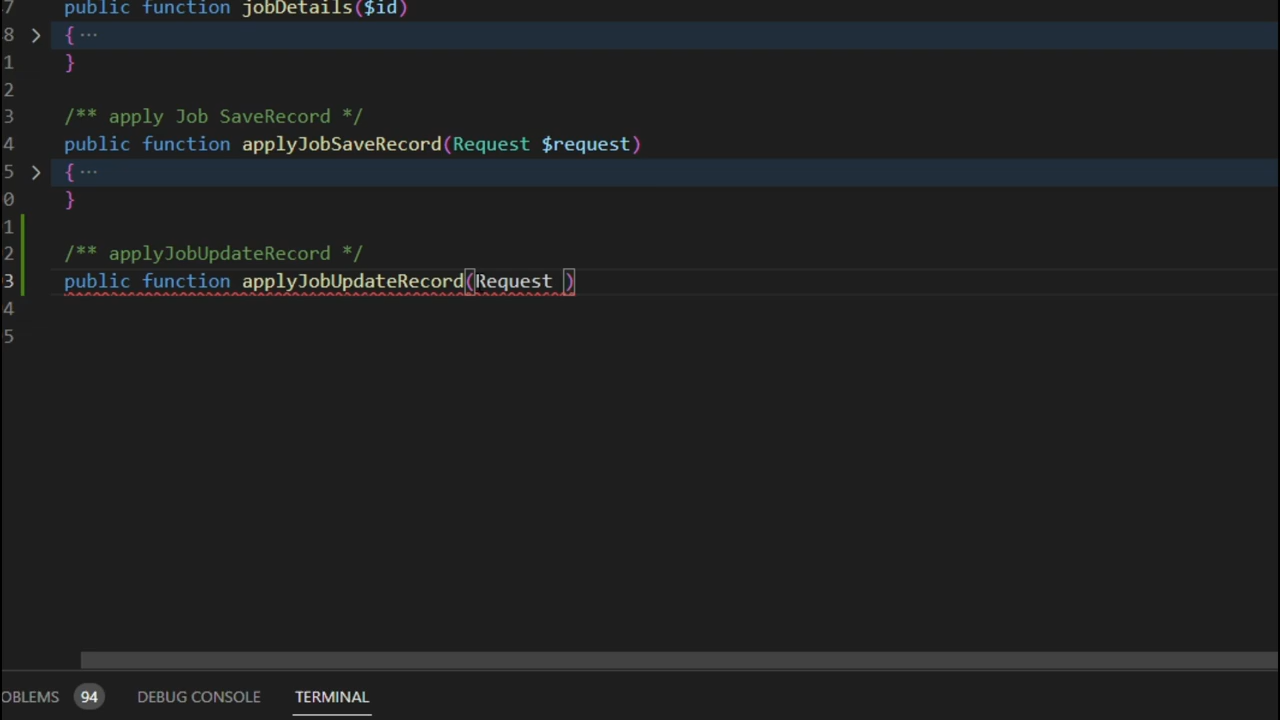 7 public function jobDetails($id)
8 > { ···
1 }
2
3 /** apply Job SaveRecord */
4 public function applyJobSaveRecord(Request $request)
5 > { ···
0 }
1
2 /** applyJobUpdateRecord */
3 public function applyJobUpdateRecord(Request )
4
5
OBLEMS 94 DEBUG CONSOLE TERMINAL